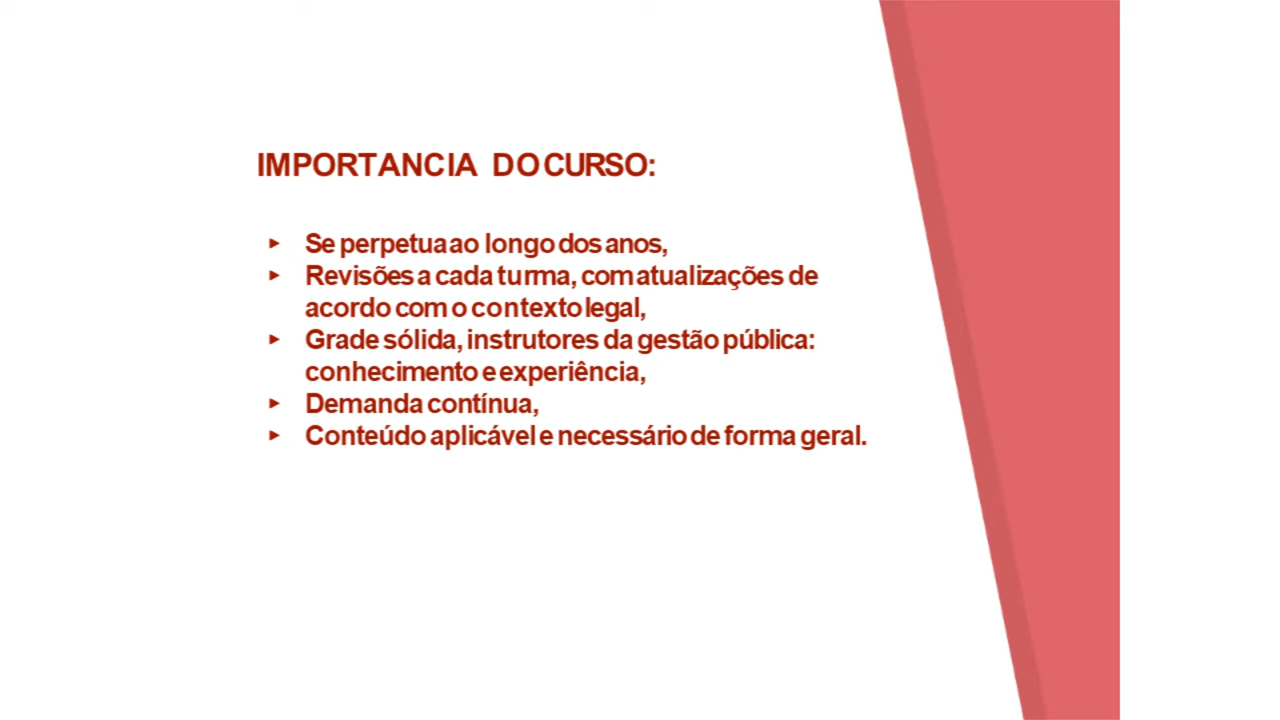 IMPORTANCIA DO CURSO:
► Se perpetua ao longo dos anos,
► Revisões a cada turma, com atualizações de
acordo com o contexto legal,
► Grade sólida, instrutores da gestão pública:
conhecimento e experiência,
► Demanda contínua,
► Conteúdo aplicável e necessário de forma geral.